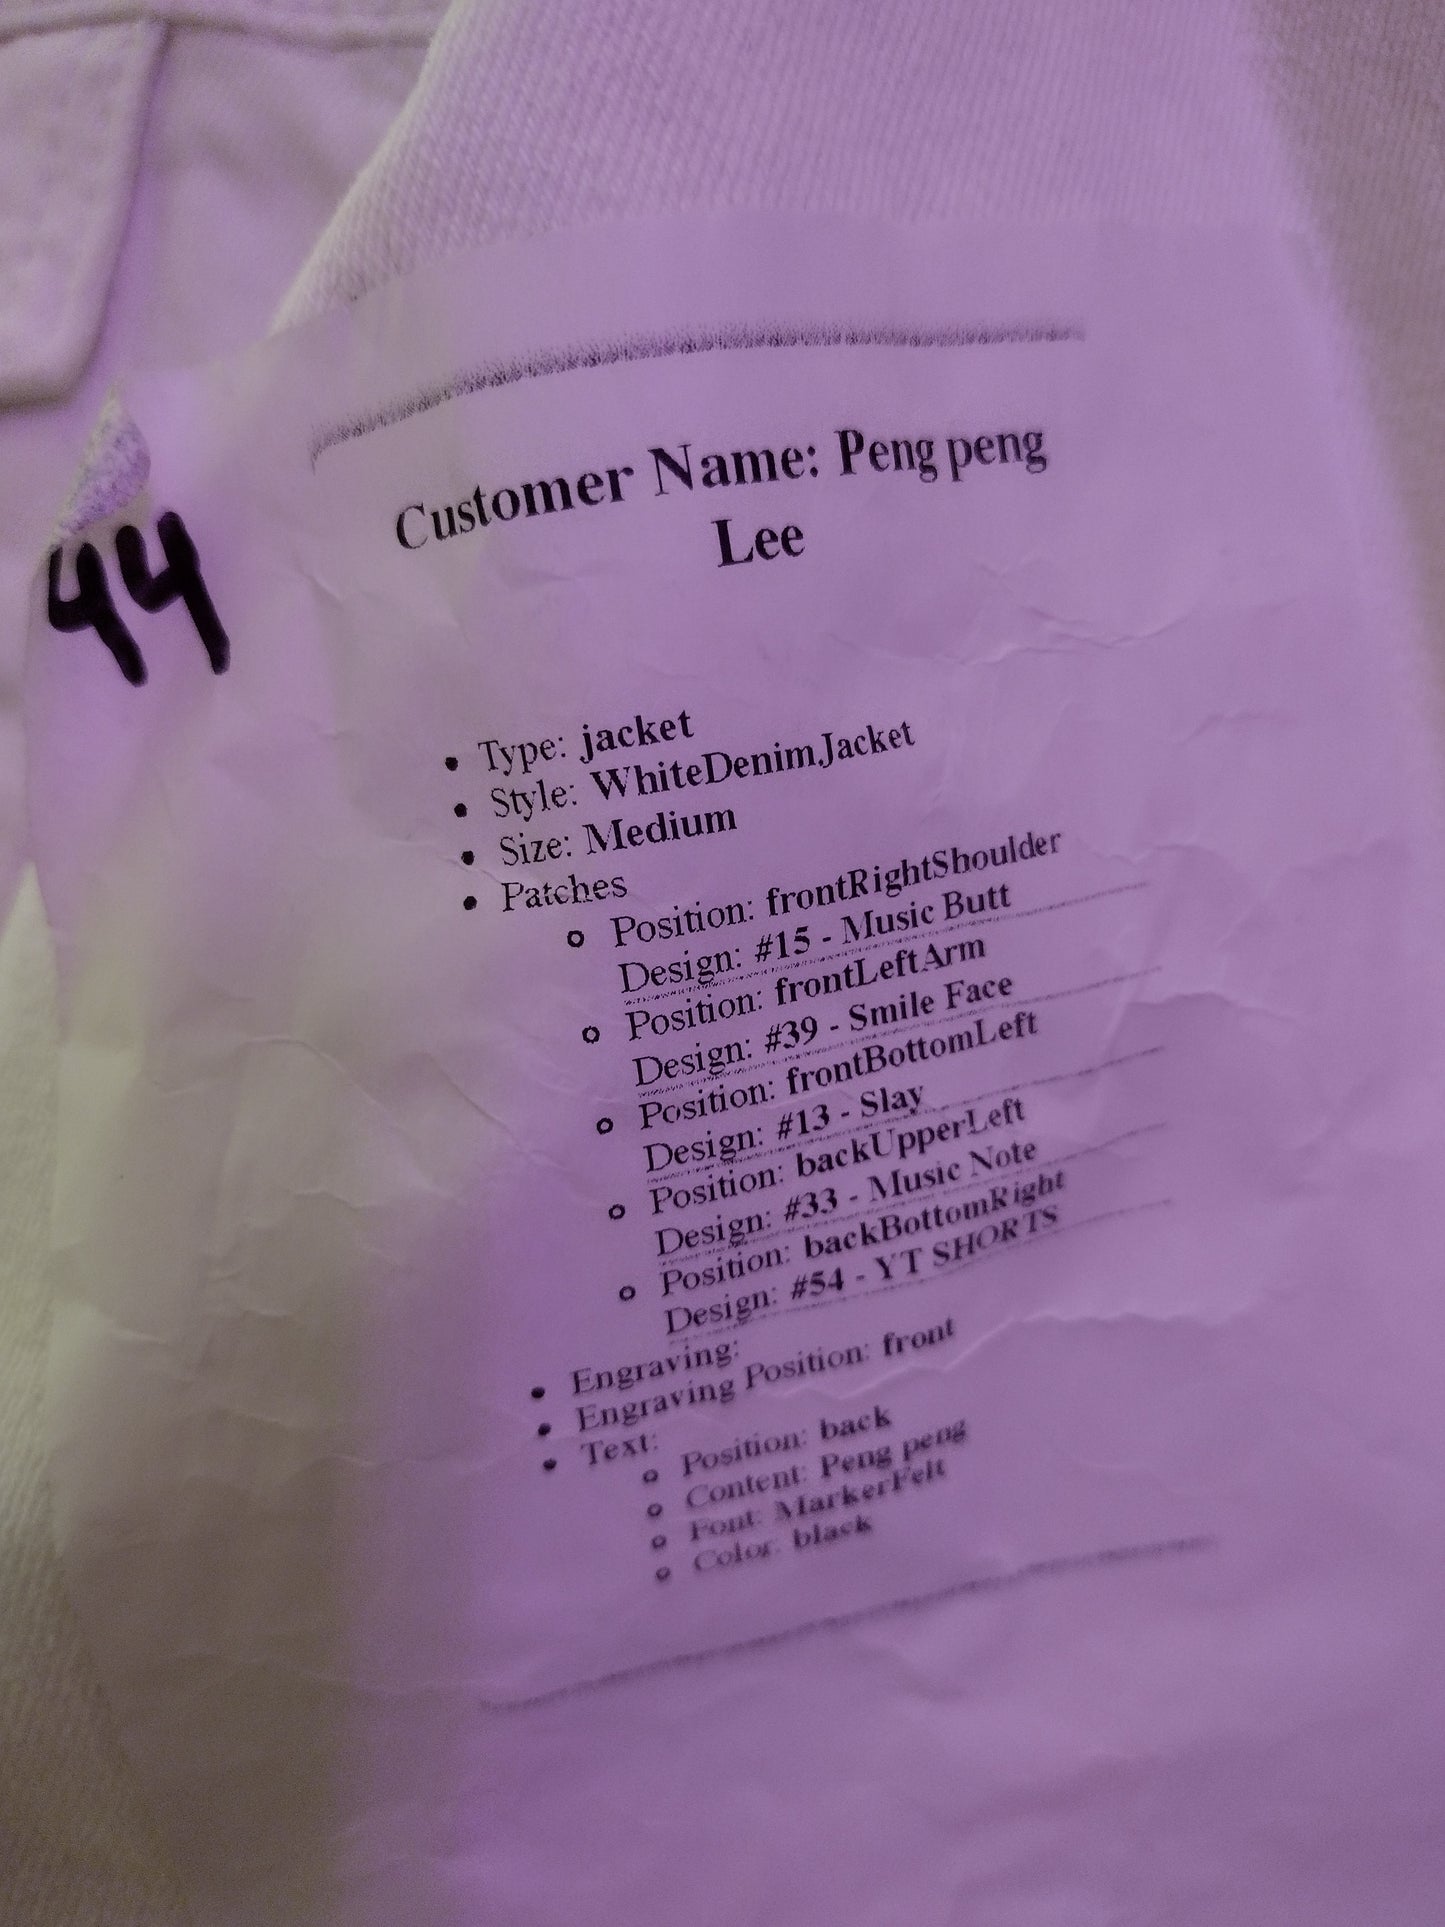 Customer Name: Peng peng
Lee
44
• Type: jacket
• Style: WhiteDenimJacket
• Size: Medium
• Patches
o Position: frontRightShoulder
Design: #15 - Music Butt
o Position: frontLeftArm
Design: #39 - Smile Face
o Position: frontBottomLeft
Design: #13 - Slay
o Position: backUpperLeft
Design: #33 - Music Note
o Position: backBottomRight
Design: #54 - YT SHORTS
• Engraving:
• Engraving Position: front
• Text:
o Position: back
o Content: Peng peng
o Font: MarkerFelt
o Color: black